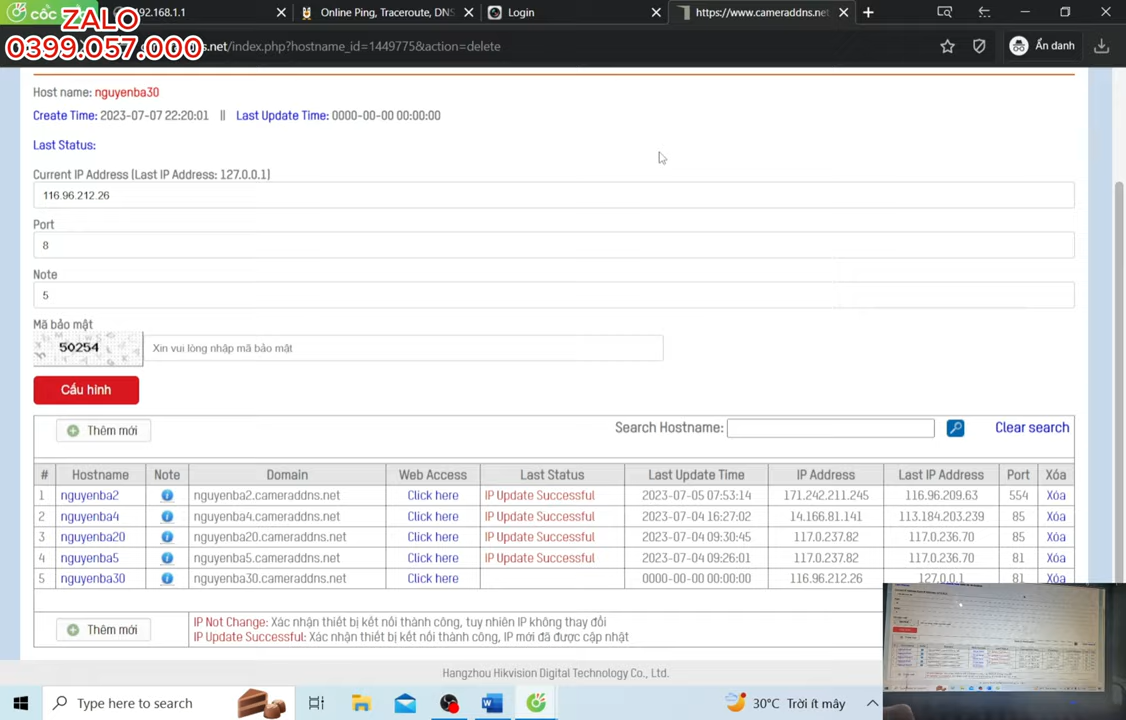 cốc
ZALO
0399.057.000
192.168.1.1
Online Ping, Traceroute, DNS
Login
https://www.cameraddns.net
.net/index.php?hostname_id=1449775&action=delete
Ẩn danh
Host name: nguyenba30
Create Time: 2023-07-07 22:20:01 || Last Update Time: 0000-00-00 00:00:00
Last Status:
Current IP Address (Last IP Address: 127.0.0.1)
116.96.212.26
Port
8
Note
5
Mã bảo mật
50254 Xin vui lòng nhập mã bảo mật
Cấu hình
Thêm mới Search Hostname: Clear search
# Hostname Note Domain Web Access Last Status Last Update Time IP Address Last IP Address Port Xóa
1 nguyenba2 nguyenba2.cameraddns.net Click here IP Update Successful 2023-07-05 07:53:14 171.242.211.245 116.96.209.63 554 Xóa
2 nguyenba4 nguyenba4.cameraddns.net Click here IP Update Successful 2023-07-04 16:27:02 14.166.81.141 113.184.203.239 85 Xóa
3 nguyenba20 nguyenba20.cameraddns.net Click here IP Update Successful 2023-07-04 09:30:45 117.0.237.82 117.0.236.70 85 Xóa
4 nguyenba5 nguyenba5.cameraddns.net Click here IP Update Successful 2023-07-04 09:26:01 117.0.237.82 117.0.236.70 81 Xóa
5 nguyenba30 nguyenba30.cameraddns.net Click here 0000-00-00 00:00:00 116.96.212.26 127.0.0.1 81 Xóa
Thêm mới
IP Not Change: Xác nhận thiết bị kết nối thành công, tuy nhiên IP không thay đổi
IP Update Successful: Xác nhận thiết bị kết nối thành công, IP mới đã được cập nhật
Hangzhou Hikvision Digital Technology Co., Ltd.
Type here to search
30°C Trời ít mây